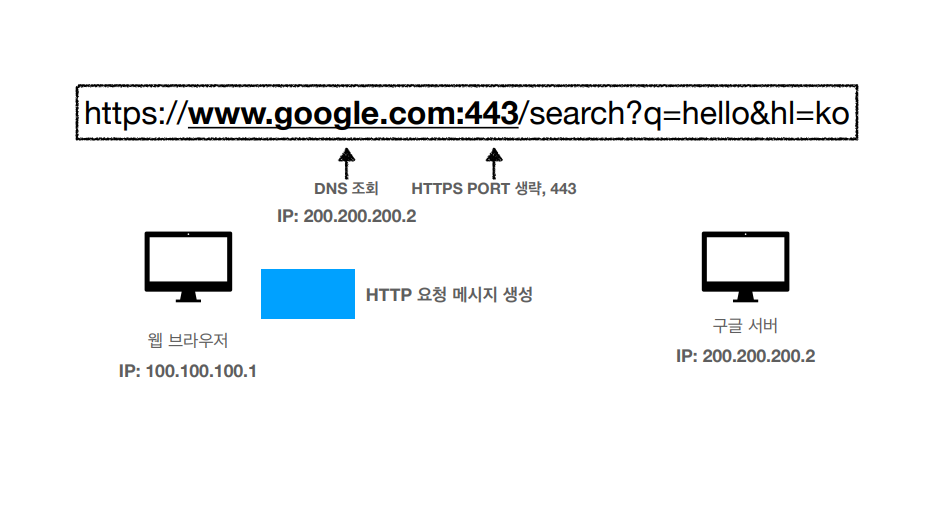 https://www.google.com:443/search?q=hello&hl=ko
DNS 조회
HTTPS PORT 생략, 443
IP: 200.200.200.2
HTTP 요청 메시지 생성
웹 브라우저
IP: 100.100.100.1
구글 서버
IP: 200.200.200.2